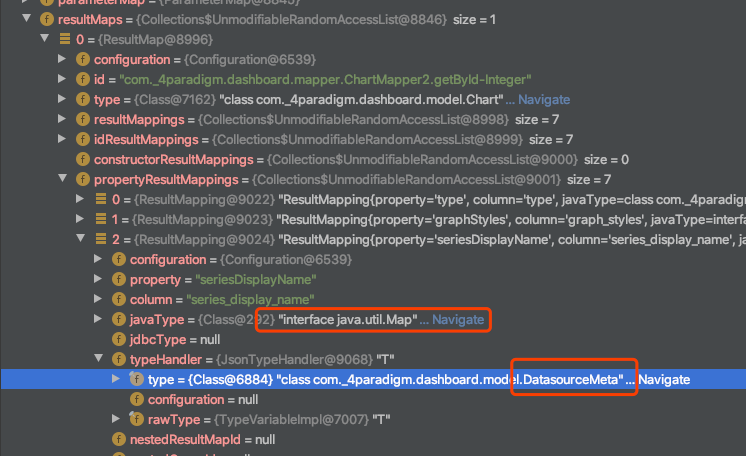 parameterMap = {ParameterMap@8845}
resultMaps = {Collections$UnmodifiableRandomAccessList@8846} size = 1
0 = {ResultMap@8996}
configuration = {Configuration@6539}
id = "com._4paradigm.dashboard.mapper.ChartMapper2.getById-Integer"
type = {Class@7162} "class com._4paradigm.dashboard.model.Chart" ... Navigate
resultMappings = {Collections$UnmodifiableRandomAccessList@8998} size = 7
idResultMappings = {Collections$UnmodifiableRandomAccessList@8999} size = 7
constructorResultMappings = {Collections$UnmodifiableRandomAccessList@9000} size = 0
propertyResultMappings = {Collections$UnmodifiableRandomAccessList@9001} size = 7
0 = {ResultMapping@9022} "ResultMapping{property='type', column='type', javaType=class com._4paradigm
1 = {ResultMapping@9023} "ResultMapping{property='graphStyles', column='graph_styles', javaType=interfac
2 = {ResultMapping@9024} "ResultMapping{property='seriesDisplayName', column='series_display_name', ja
configuration = {Configuration@6539}
property = "seriesDisplayName"
column = "series_display_name"
javaType = {Class@292} "interface java.util.Map" ... Navigate
jdbcType = null
typeHandler = {JsonTypeHandler@9068} "T"
type = {Class@6884} "class com._4paradigm.dashboard.model.DatasourceMeta" ... Navigate
configuration = null
rawType = {TypeVariableImpl@7007} "T"
nestedResultMapId = null